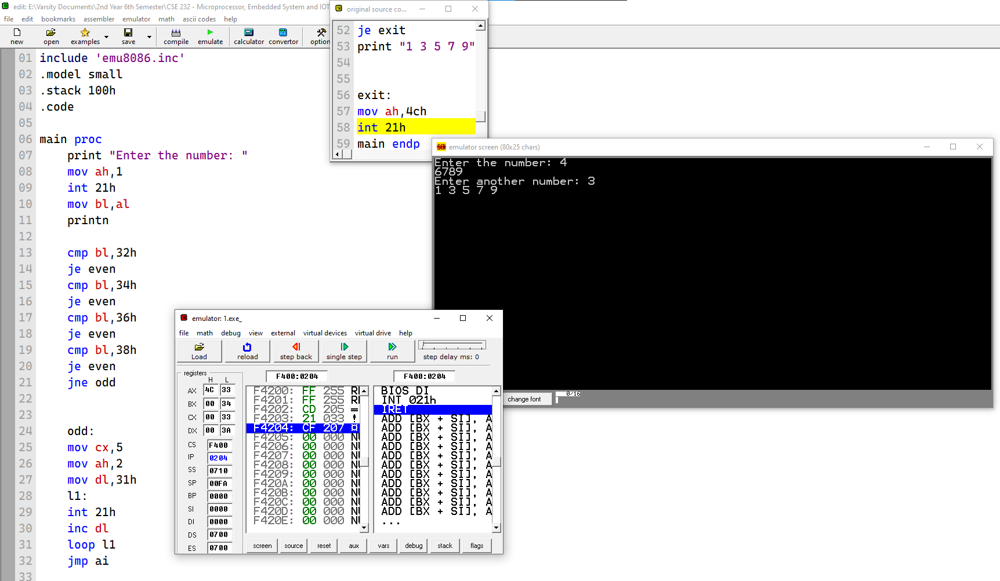 edit: E:\Varsity Documents\2nd Year 6th Semester\CSE 232 - Microprocessor, Embedded System and IOT
file edit bookmarks assembler emulator math ascii codes help
new open examples save compile emulate calculator convertor option
01 include 'emu8086.inc'
02 .model small
03 .stack 100h
04 .code
05
06 main proc
07 print "Enter the number: "
08 mov ah,1
09 int 21h
10 mov bl,al
11 printn
12
13 cmp bl,32h
14 je even
15 cmp bl,34h
16 je even
17 cmp bl,36h
18 je even
19 cmp bl,38h
20 je even
21 jne odd
22
23
24 odd:
25 mov cx,5
26 mov ah,2
27 mov dl,31h
28 l1:
29 int 21h
30 inc dl
31 loop l1
32 jmp ai
33
original source co...
52 je exit
53 print "1 3 5 7 9"
54
55
56 exit:
57 mov ah,4ch
58 int 21h
59 main endp
emulator screen (80x25 chars)
Enter the number: 4
6789
Enter another number: 3
1 3 5 7 9
change font
0/16
emulator: 1.exe_
file math debug view external virtual devices virtual drive help
Load reload step back single step run step delay ms: 0
registers
H L
F400:0204
F400:0204
AX 4C 33
BX 00 34
CX 00 33
DX 00 3A
CS F400
IP 0204
SS 0710
SP 00FA
BP 0000
SI 0000
DI 0000
DS 0700
ES 0700
F4200: FF 255
F4201: FF 255
F4202: CD 205 =
F4203: 21 033 !
F4204: CF 207 ¤
F4205: 00 000
F4206: 00 000
F4207: 00 000
F4208: 00 000
F4209: 00 000
F420A: 00 000
F420B: 00 000
F420C: 00 000
F420D: 00 000
F420E: 00 000
BIOS DI
INT 021h
IRET
ADD [BX + SI], A
ADD [BX + SI], A
ADD [BX + SI], A
ADD [BX + SI], A
ADD [BX + SI], A
ADD [BX + SI], A
ADD [BX + SI], A
ADD [BX + SI], A
ADD [BX + SI], A
ADD [BX + SI], A
ADD [BX + SI], A
...
screen source reset aux vars debug stack flags